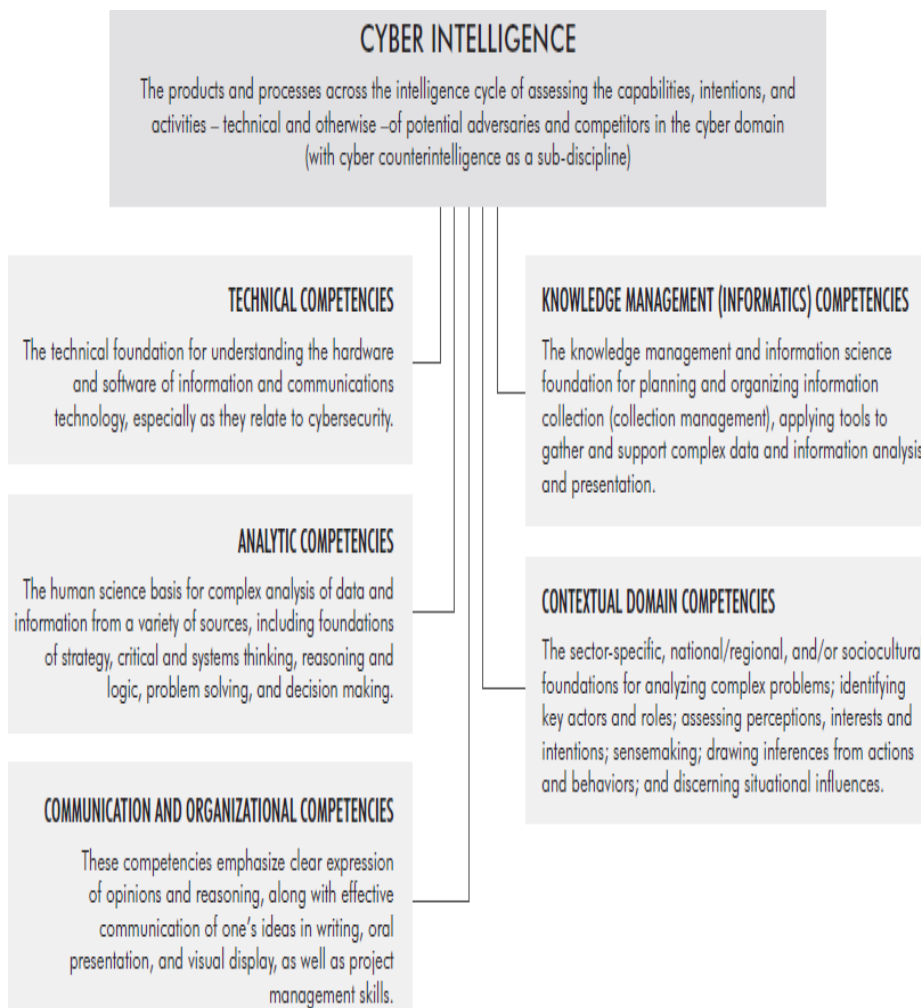 CYBER INTELLIGENCE
The products and processes across the intelligence cycle of assessing the capabilities, intentions, and
activities – technical and otherwise –of potential adversaries and competitors in the cyber domain
(with cyber counterintelligence as a sub-discipline)
TECHNICAL COMPETENCIES
The technical foundation for understanding the hardware
and software of information and communications
technology, especially as they relate to cybersecurity.
ANALYTIC COMPETENCIES
The human science basis for complex analysis of data and
information from a variety of sources, including foundations
of strategy, critical and systems thinking, reasoning and
logic, problem solving, and decision making.
COMMUNICATION AND ORGANIZATIONAL COMPETENCIES
These competencies emphasize clear expression
of opinions and reasoning, along with effective
communication of one's ideas in writing, oral
presentation, and visual display, as well as project
management skills.
KNOWLEDGE MANAGEMENT (INFORMATICS) COMPETENCIES
The knowledge management and information science
foundation for planning and organizing information
collection (collection management), applying tools to
gather and support complex data and information analysis
and presentation.
CONTEXTUAL DOMAIN COMPETENCIES
The sector-specific, national/regional, and/or sociocultura
foundations for analyzing complex problems; identifying
key actors and roles; assessing perceptions, interests and
intentions; sensemaking; drawing inferences from actions
and behaviors; and discerning situational influences.